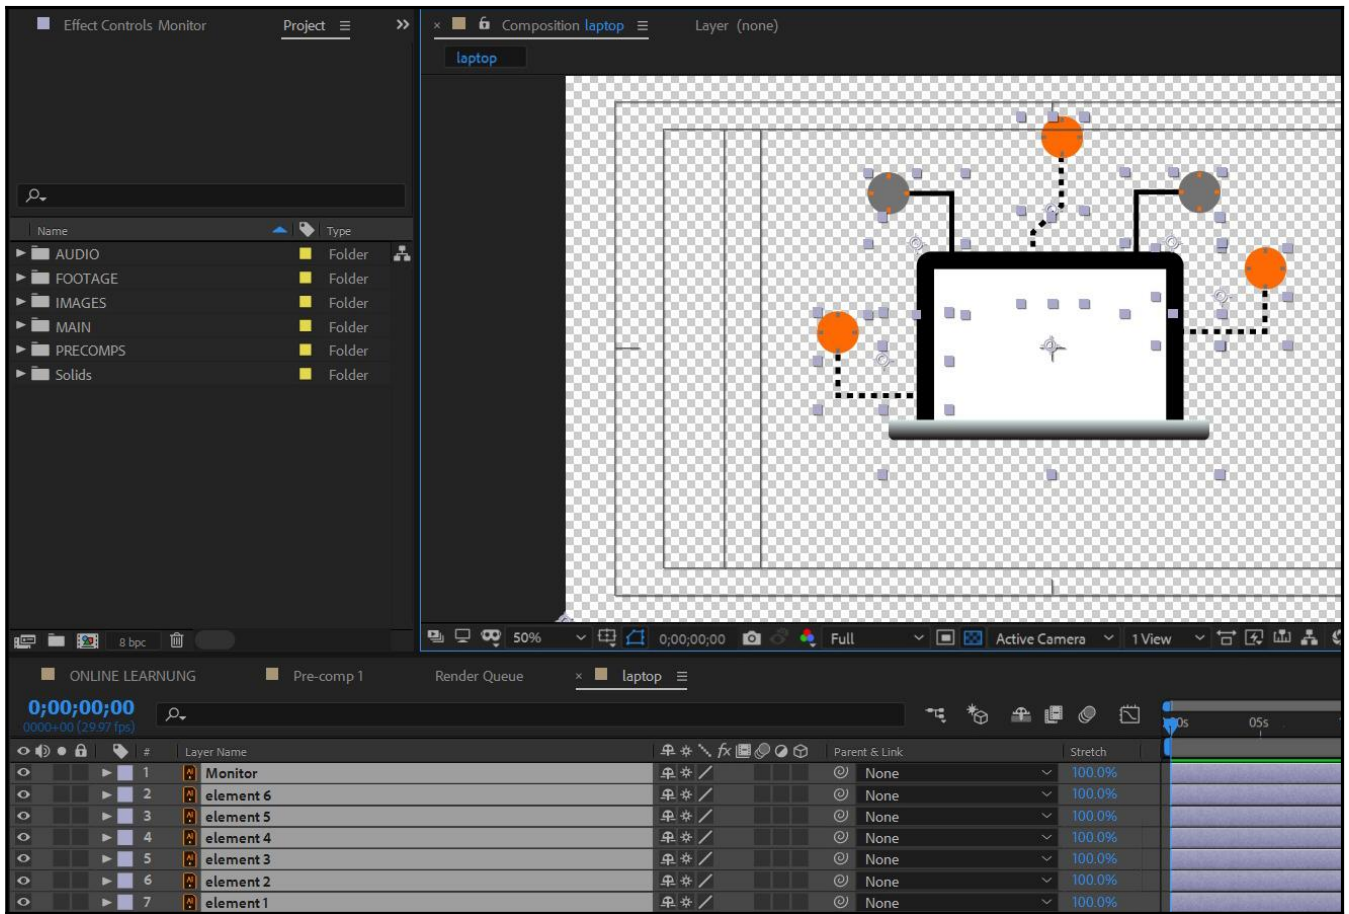 Effect Controls Monitor
Project
Composition laptop
Layer (none)
laptop
Name
Type
AUDIO Folder
FOOTAGE Folder
IMAGES Folder
MAIN Folder
PRECOMPS Folder
Solids Folder
8 bpc
50%
0;00;00;00
Full
Active Camera
1 View
ONLINE LEARNUNG
Pre-comp 1
Render Queue
laptop
0;00;00;00
0000+00 (29.97 fps)
05s
# Layer Name
fx
Parent & Link
Stretch
1 Monitor None 100.0%
2 element 6 None 100.0%
3 element 5 None 100.0%
4 element 4 None 100.0%
5 element 3 None 100.0%
6 element 2 None 100.0%
7 element 1 None 100.0%